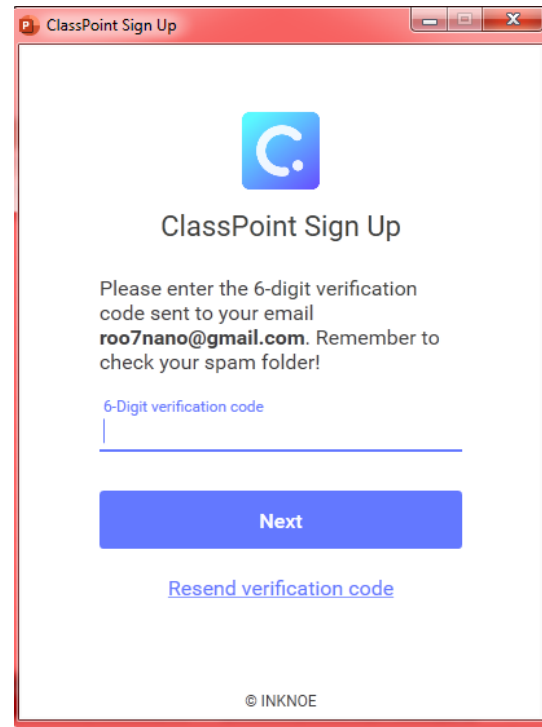 ClassPoint Sign Up
ClassPoint Sign Up
Please enter the 6-digit verification
code sent to your email
roo7nano@gmail.com. Remember to
check your spam folder!
6-Digit verification code
Next
Resend verification code
© INKNOE